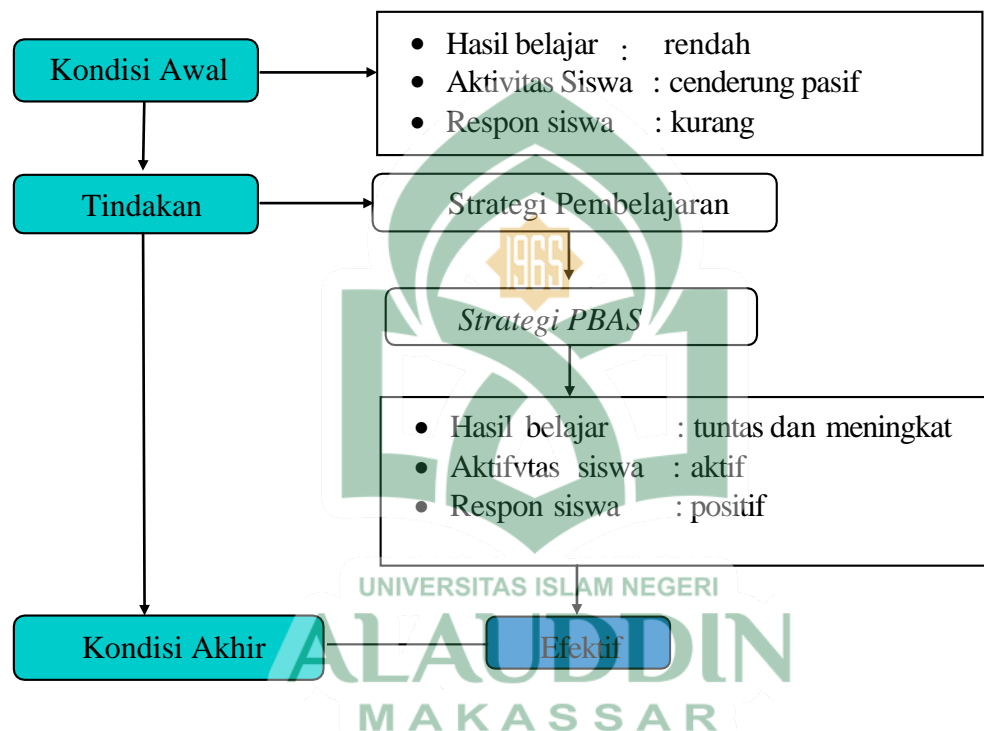 Kondisi Awal
• Hasil belajar : rendah
• Aktivitas Siswa : cenderung pasif
• Respon siswa : kurang
Tindakan
Strategi Pembelajaran
1965
Strategi PBAS
• Hasil belajar : tuntas dan meningkat
• Aktifvtas siswa : aktif
• Respon siswa : positif
UNIVERSITAS ISLAM NEGERI
Kondisi Akhir
Efektif
ALAUDDIN
MAKASSAR